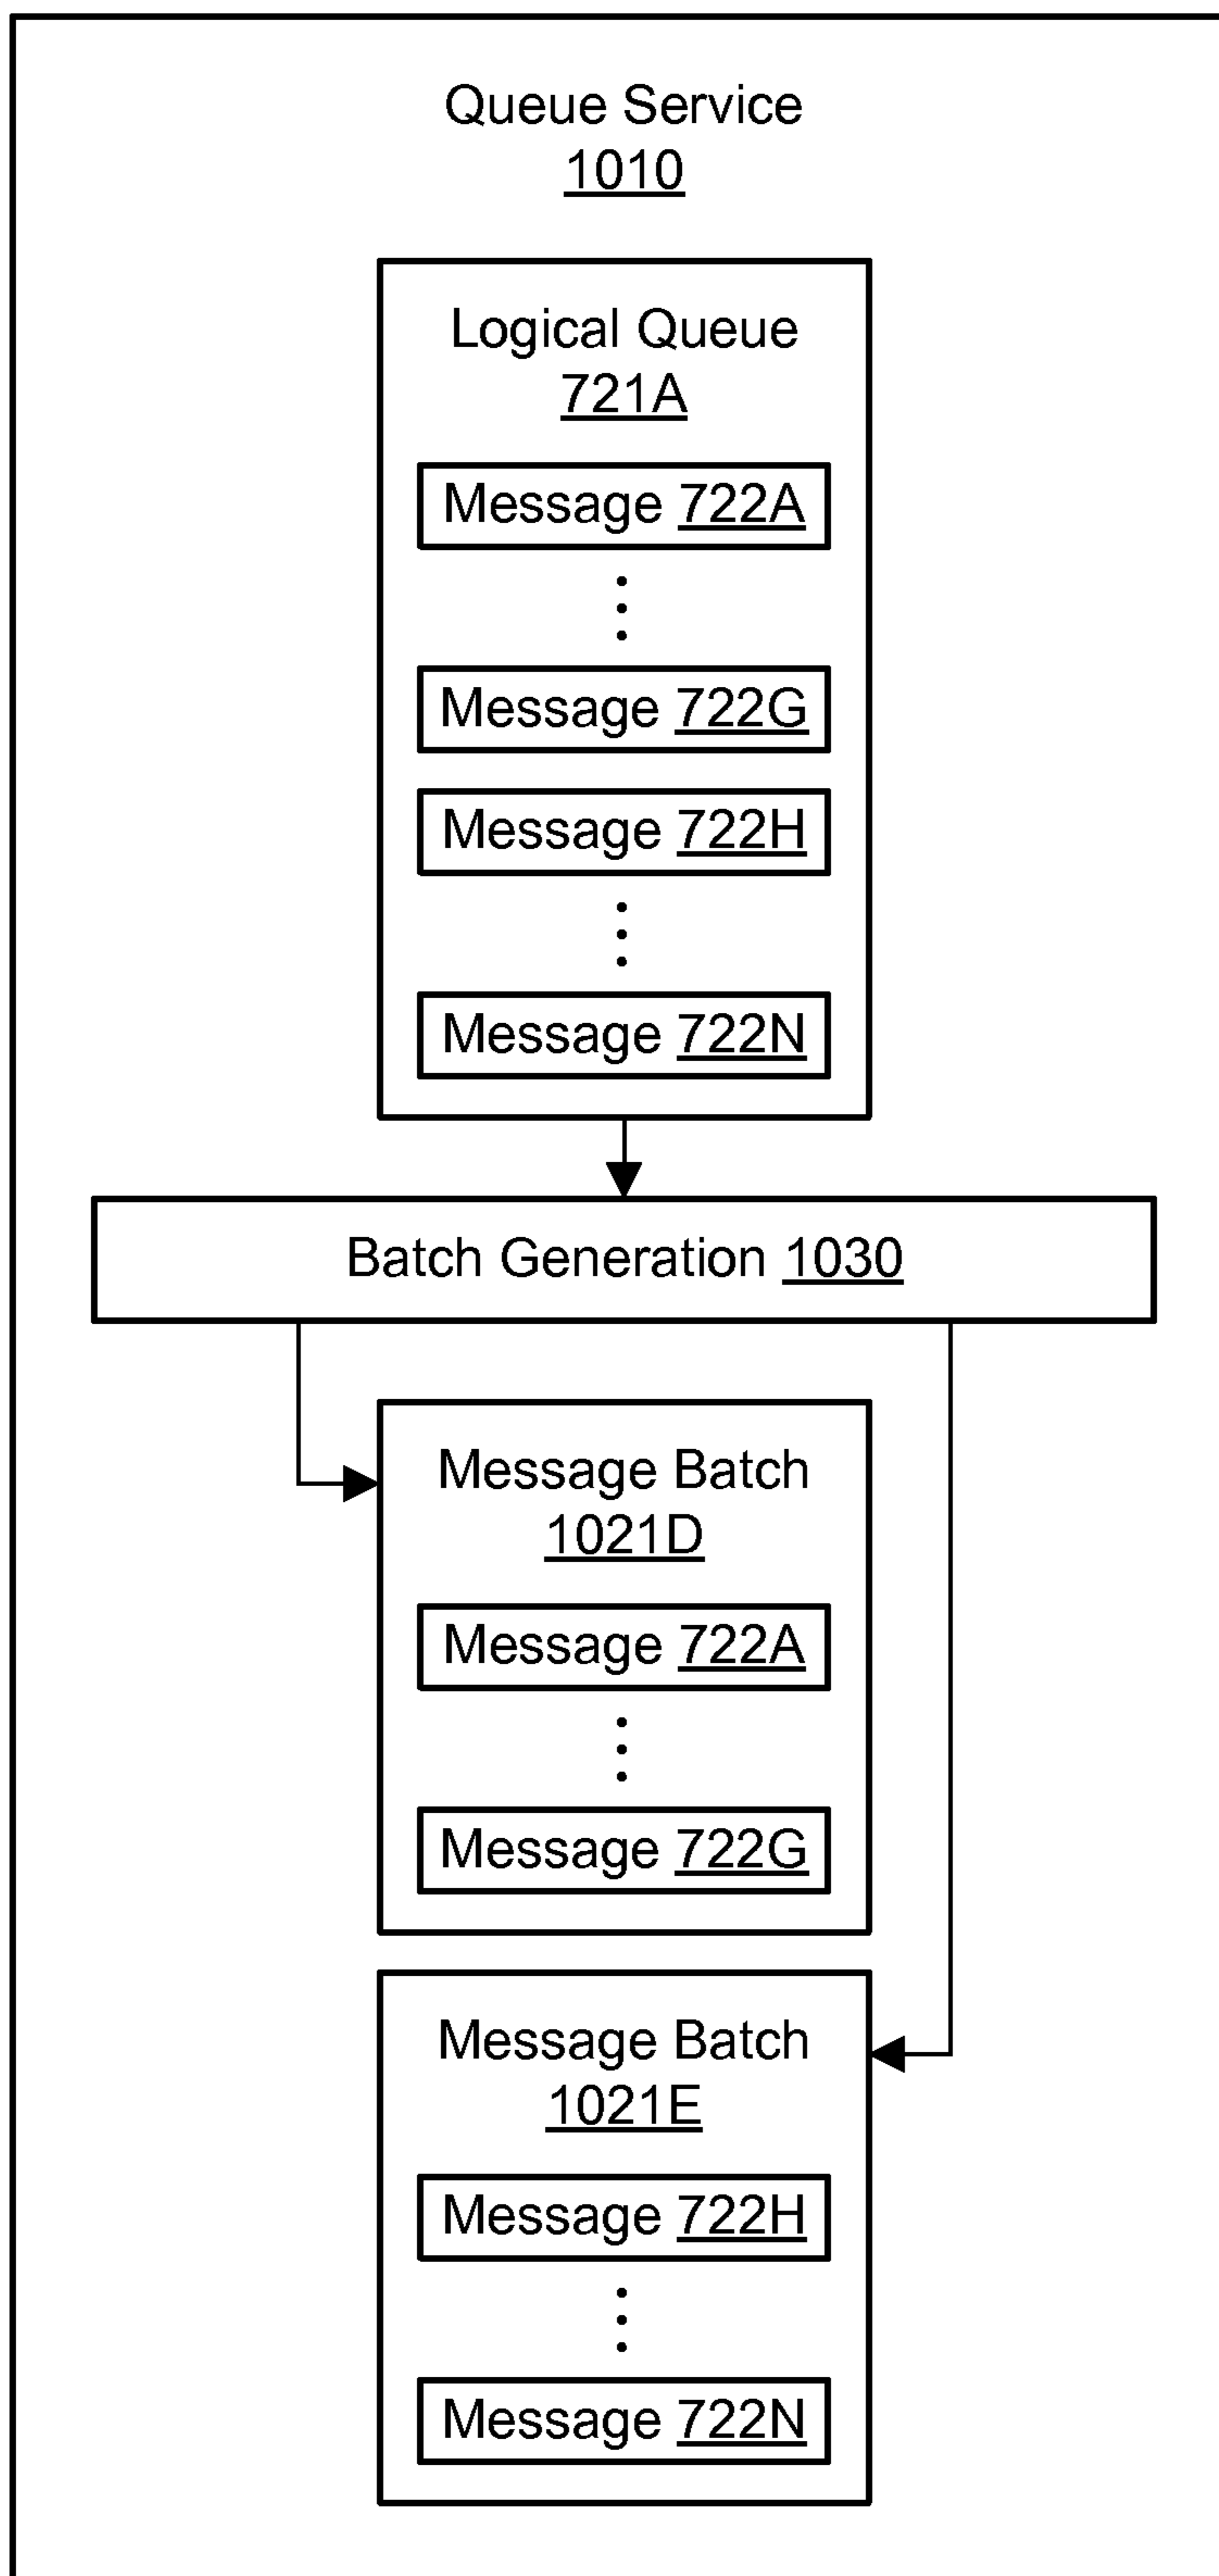 Queue Service
1010
Logical Queue
721A
Message 722A
Message 722G
Message 722H
Message 722N
Batch Generation 1030
Message Batch
1021D
Message 722A
Message 722G
Message Batch
1021E
Message 722H
Message 722N